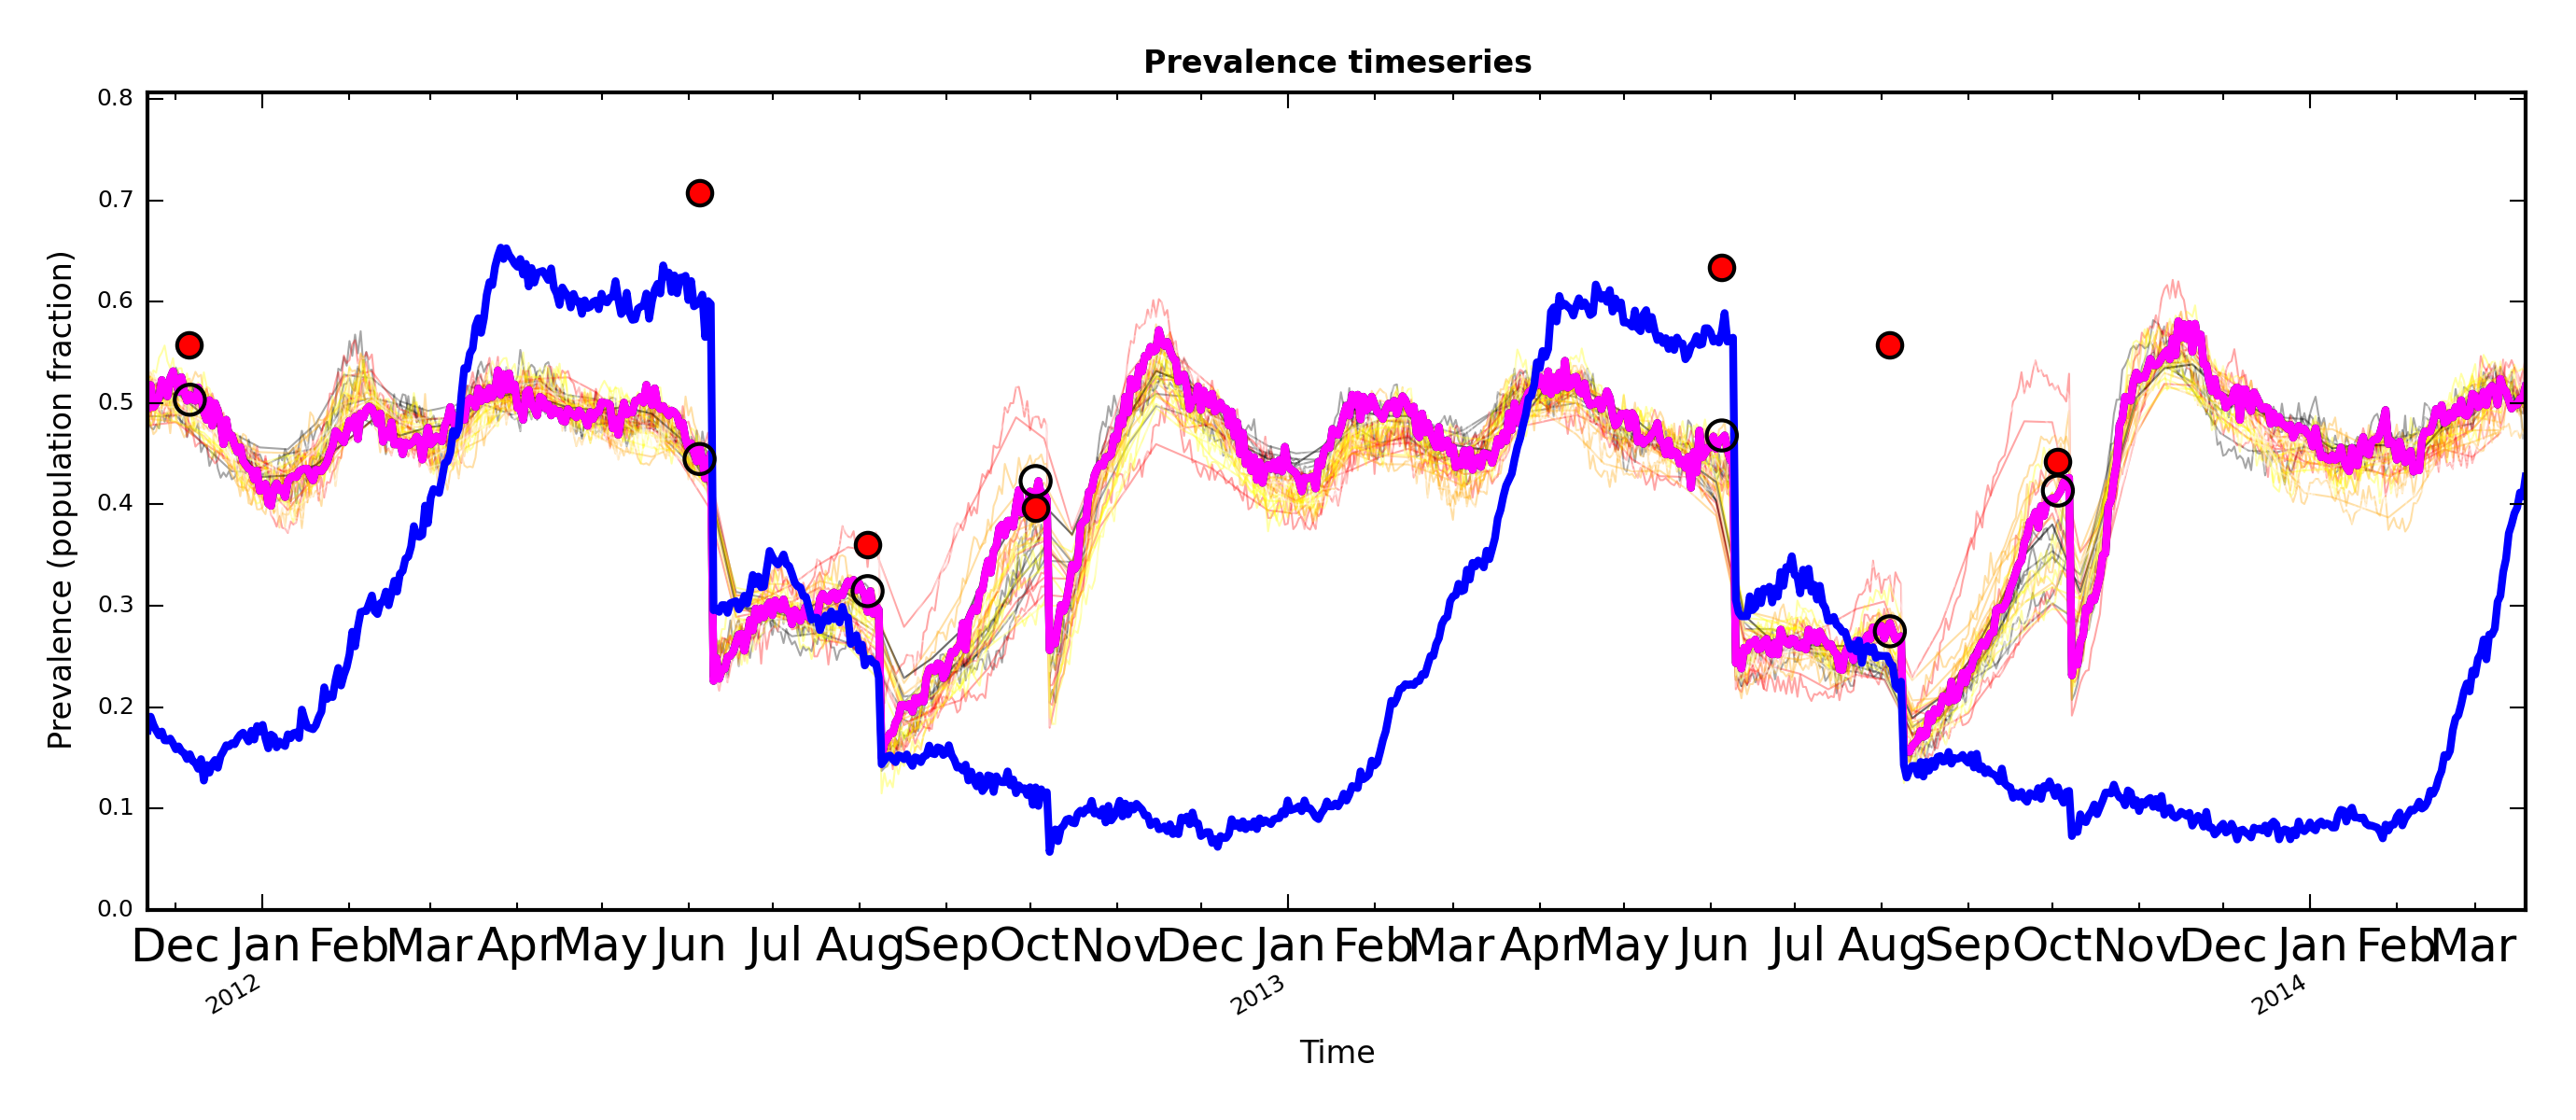 Prevalence timeseries
Prevalence (population fraction)
0.8
0.7
0.6
0.5
0.4
0.3
0.2
0.1
0.0
Dec Jan Feb Mar Apr May Jun Jul Aug Sep Oct Nov Dec Jan Feb Mar Apr May Jun Jul Aug Sep Oct Nov Dec Jan Feb Mar
2012 2013 2014
Time